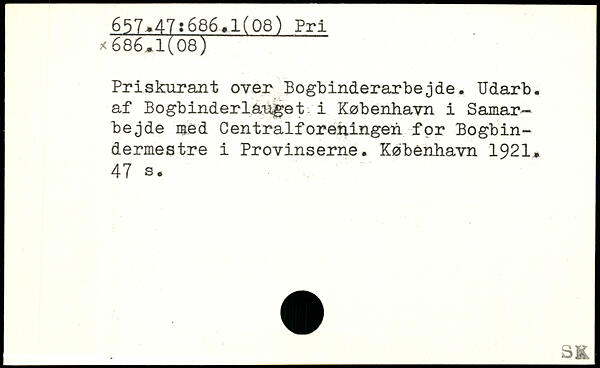 657.47:686.1(08) Pri
×686.1(08)
Priskurant over Bogbinderarbejde. Udarb.
af Bogbinderlauget i København i Samar-
bejde med Centralforeningen for Bogbin-
dermestre i Provinserne. København 1921.
47 s.
SK